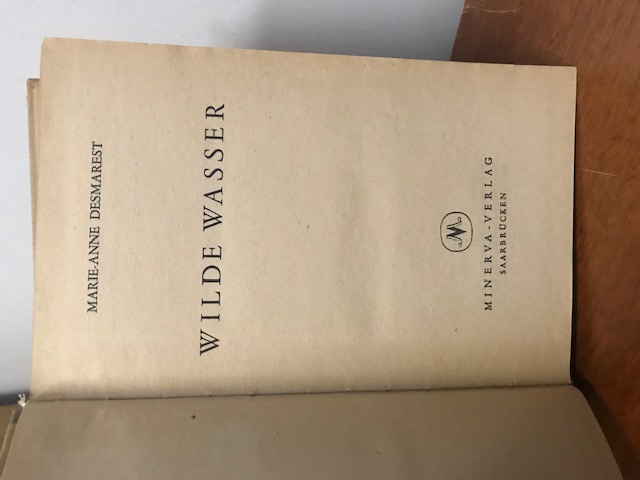 MARIE-ANNE DESMAREST
WILDE WASSER
M
MINERVA-VERLAG
SAARBRÜCKEN